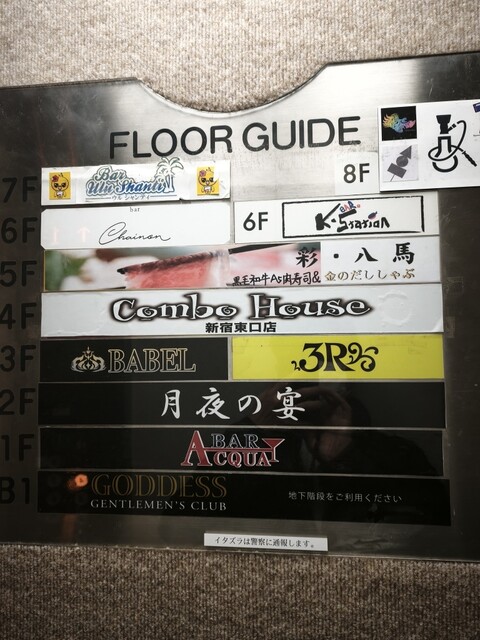 FLOOR GUIDE
7F
Bar
Ulu Shanti
ウルシャンティ
8F
6F
bar
Chainon
6F
K-Station
5F
彩・八馬
黒毛和牛A5肉寿司&金のだししゃぶ
4F
Combo House
新宿東口店
3F
BABEL
3R
2F
月夜の宴
1F
BAR
ACQUA
B1
GODDESS
GENTLEMEN'S CLUB
地下階段をご利用ください
イタズラは警察に通報します。